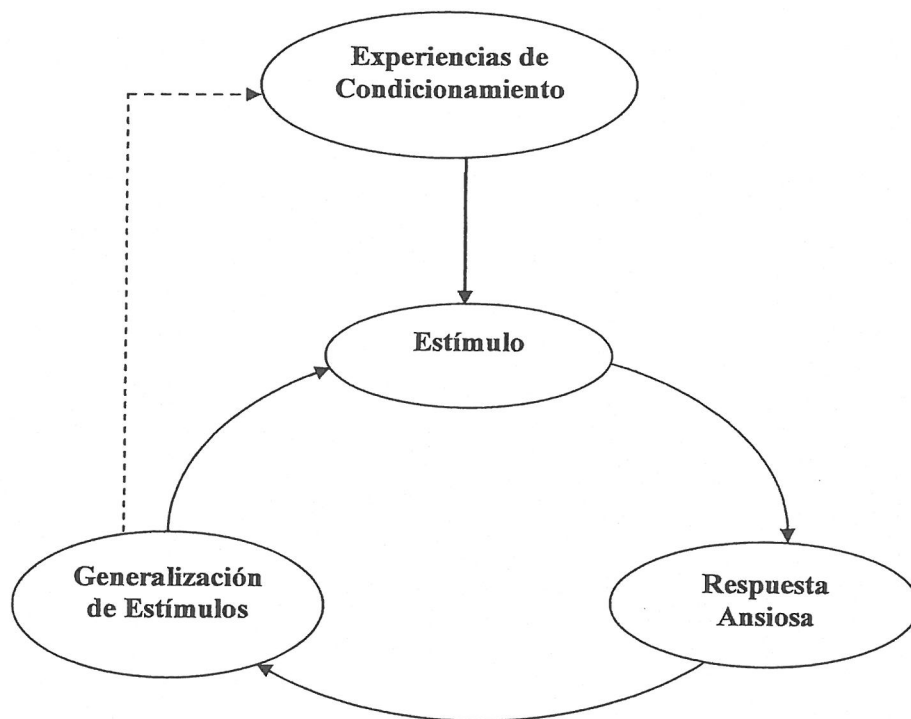 Experiencias de
Condicionamiento
Estímulo
Generalización
de Estímulos
Respuesta
Ansiosa